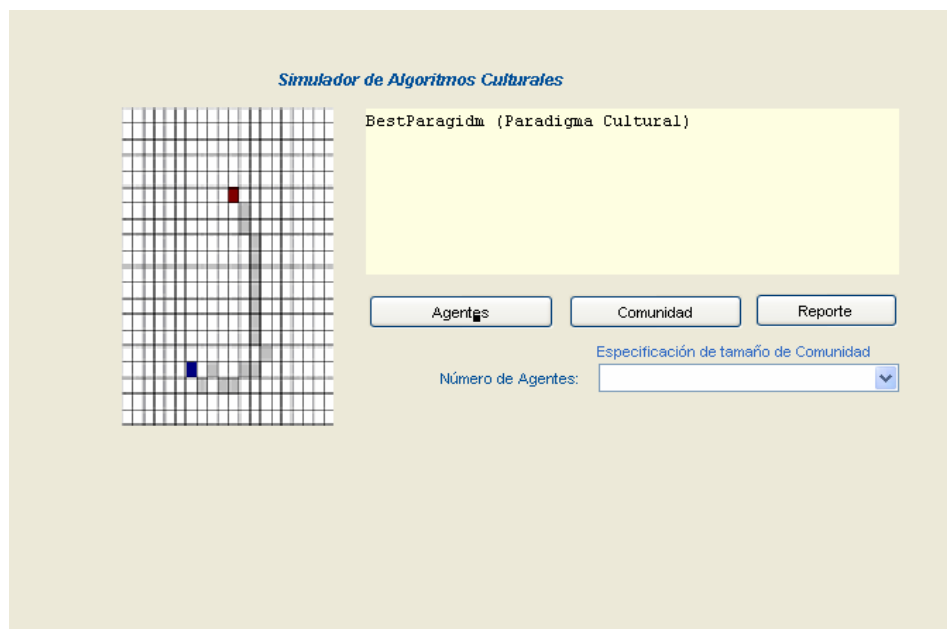 Simulador de Algoritmos Culturales
BestParagidm (Paradigma Cultural)
Agentes
Comunidad
Reporte
Especificación de tamaño de Comunidad
Número de Agentes: